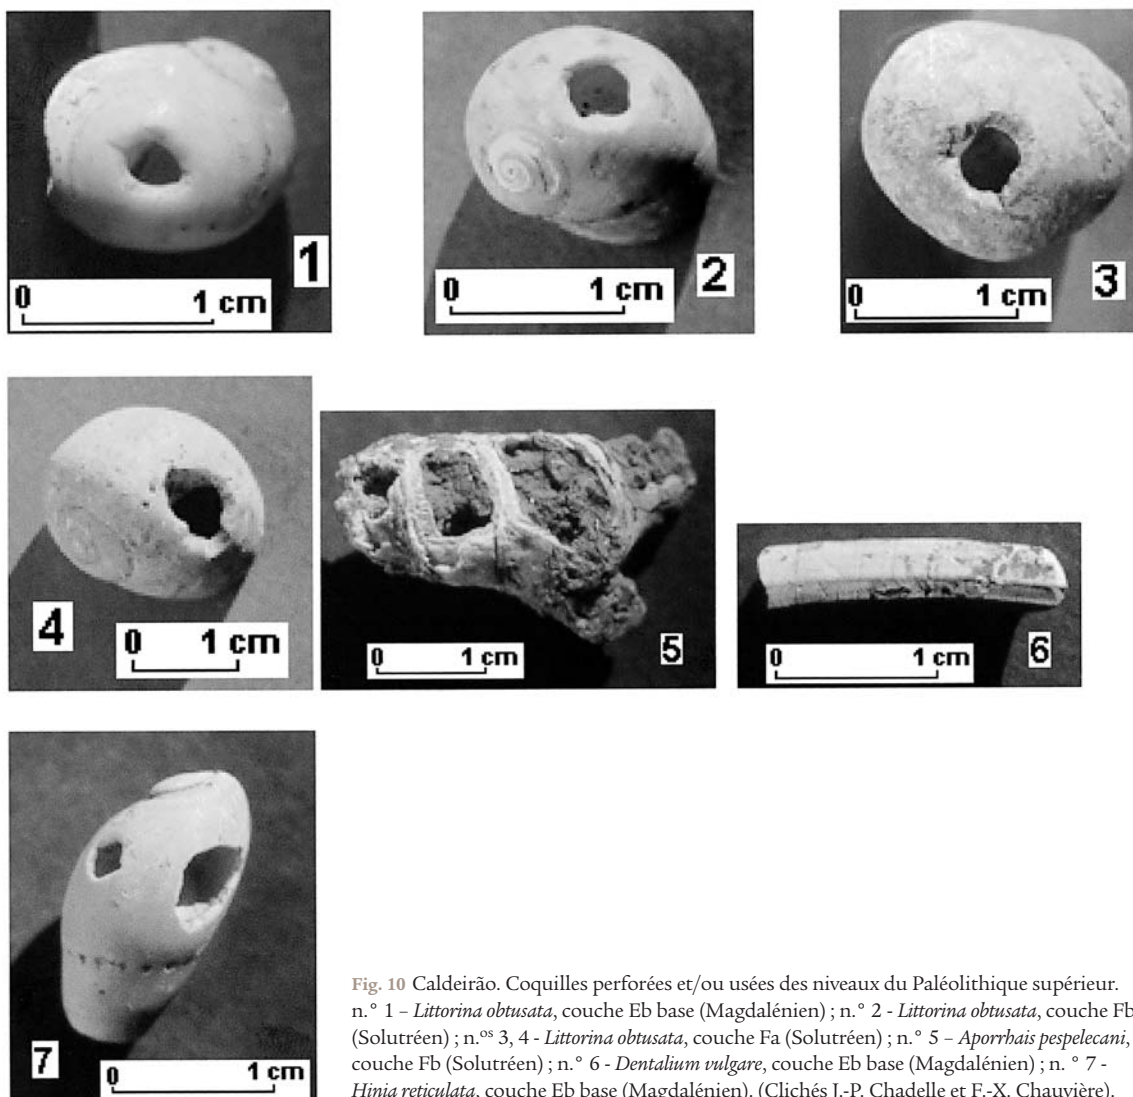 1
0 1 cm
2
0 1 cm
3
0 1 cm
4
0 1 cm
5
0 1 cm
6
0 1 cm
7
0 1 cm
Fig. 10 Caldeirão. Coquilles perforées et/ou usées des niveaux du Paléolithique supérieur.
n.° 1 – Littorina obtusata, couche Eb base (Magdalénien) ; n.° 2 - Littorina obtusata, couche Fb
(Solutréen) ; n.os 3, 4 - Littorina obtusata, couche Fa (Solutréen) ; n.° 5 – Aporrhais pespelecani,
couche Fb (Solutréen) ; n.° 6 - Dentalium vulgare, couche Eb base (Magdalénien) ; n. ° 7 -
Hinia reticulata, couche Eb base (Magdalénien). (Clichés J.-P. Chadelle et F.-X. Chauvière).